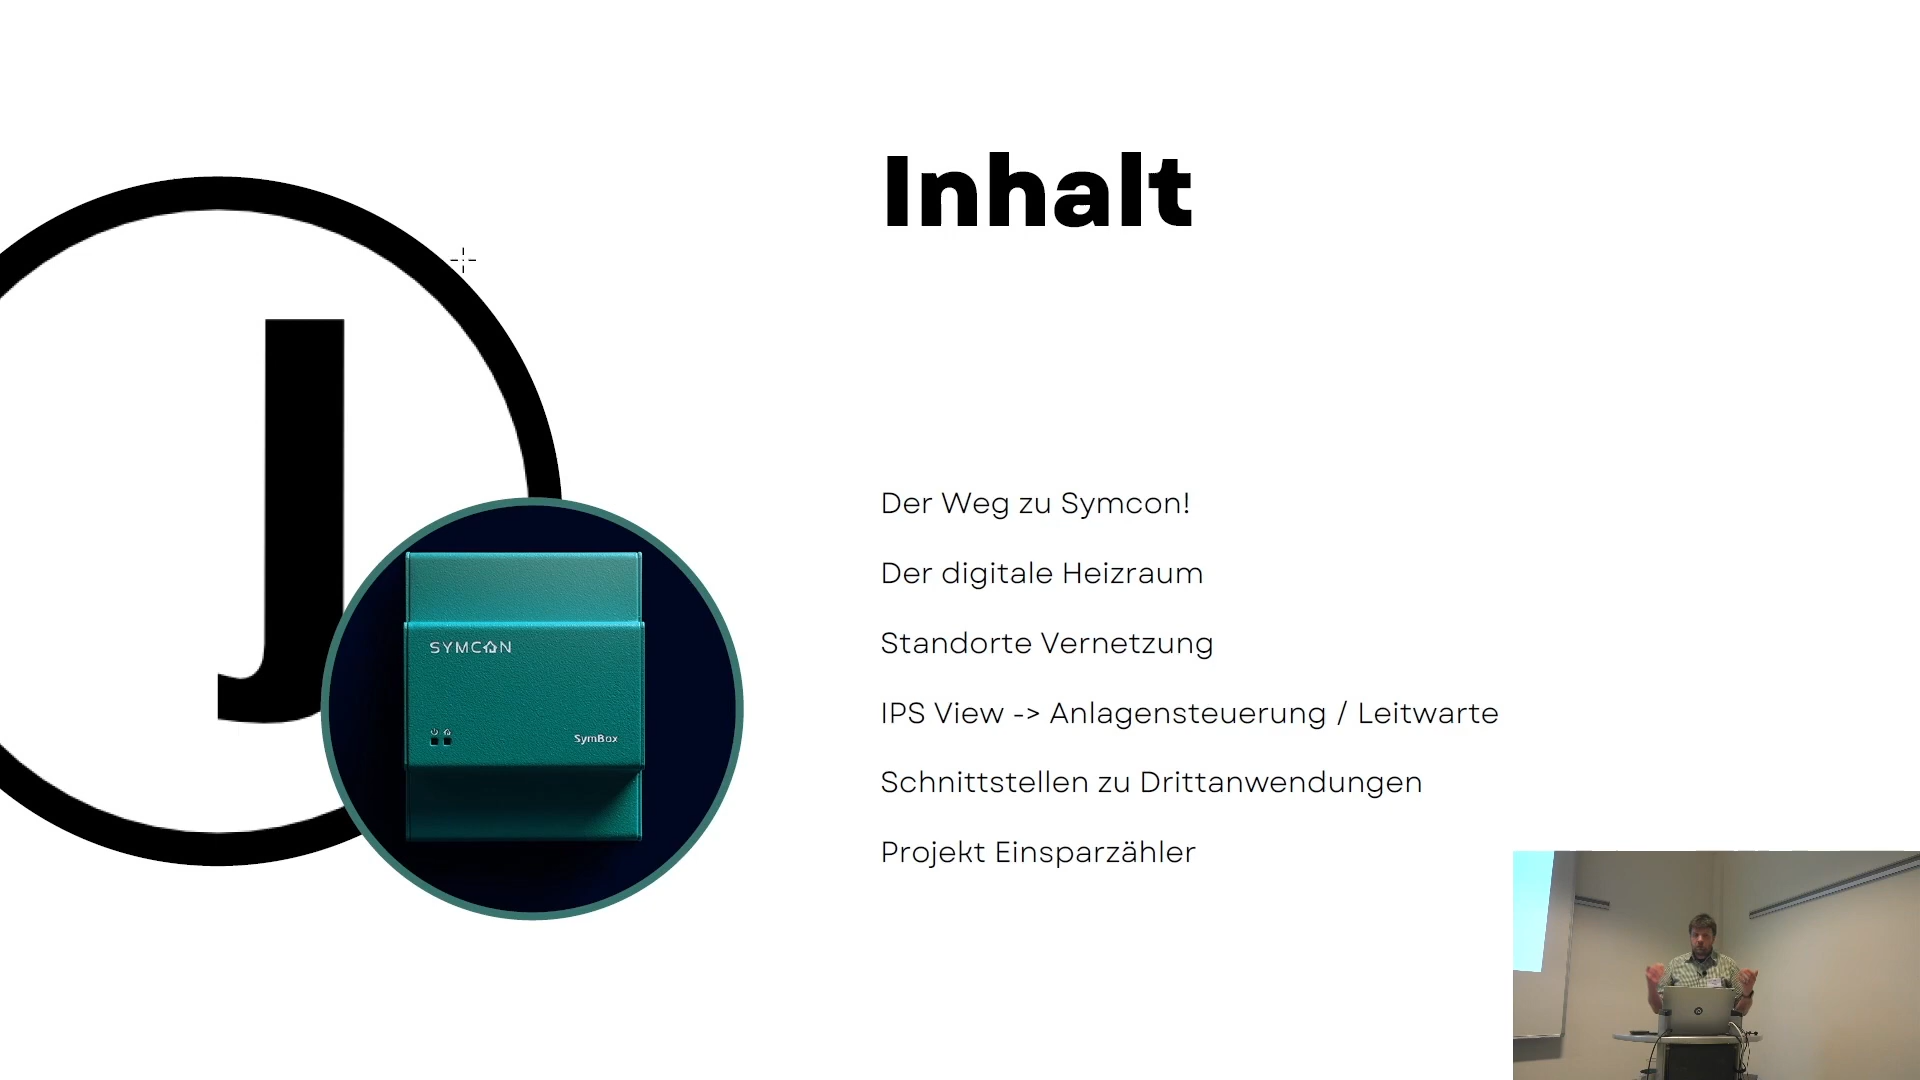 Inhalt
J
SYMCON
SymBox
Der Weg zu Symcon!
Der digitale Heizraum
Standorte Vernetzung
IPS View -> Anlagensteuerung / Leitwarte
Schnittstellen zu Drittanwendungen
Projekt Einsparzähler